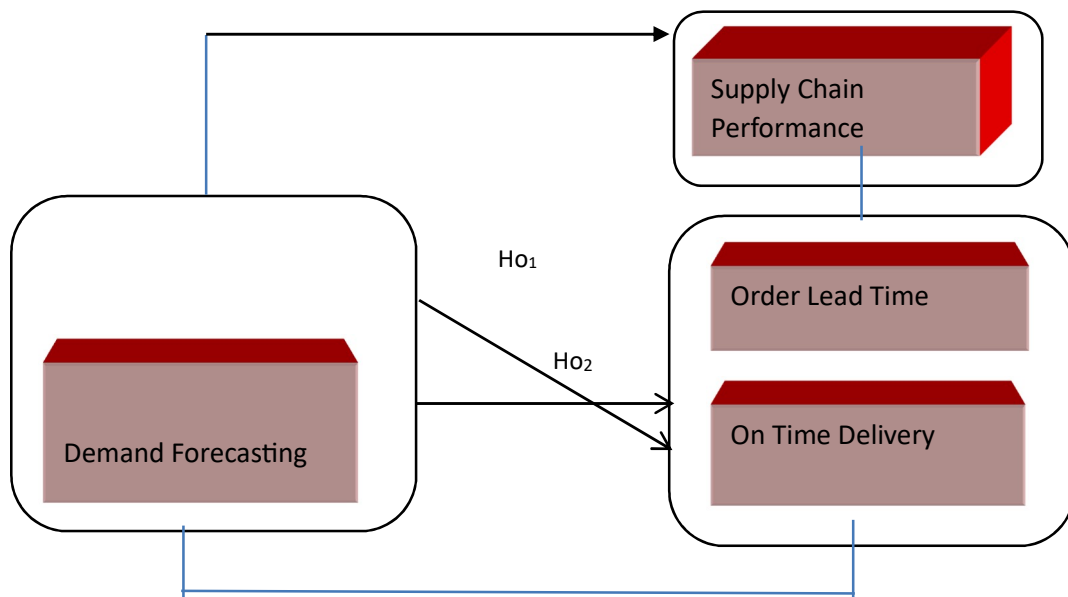 Supply Chain
Performance
Ho₁
Order Lead Time
Ho₂
On Time Delivery
Demand Forecasting